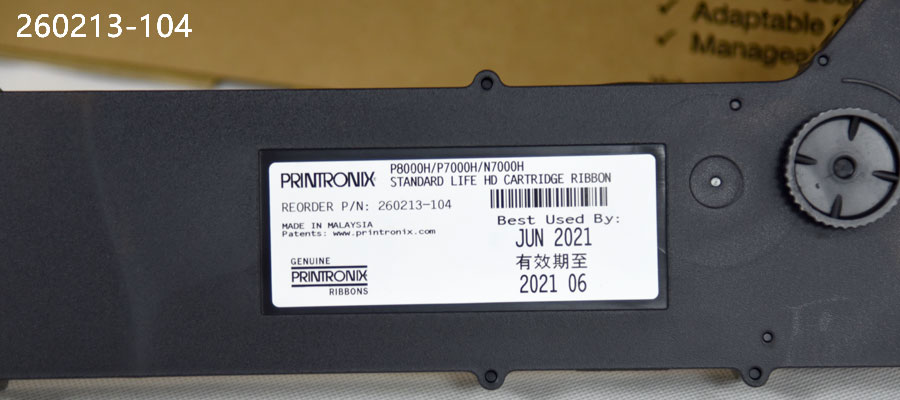 260213-104
Adaptable f
Manageat
PRINTRONIX
P8000H/P7000H/N7000H
STANDARD LIFE HD CARTRIDGE RIBBON
REORDER P/N: 260213-104
MADE IN MALAYSIA
Patents: www.printronix.com
Best Used By:
JUN 2021
有效期至
2021 06
GENUINE
PRINTRONIX
RIBBONS